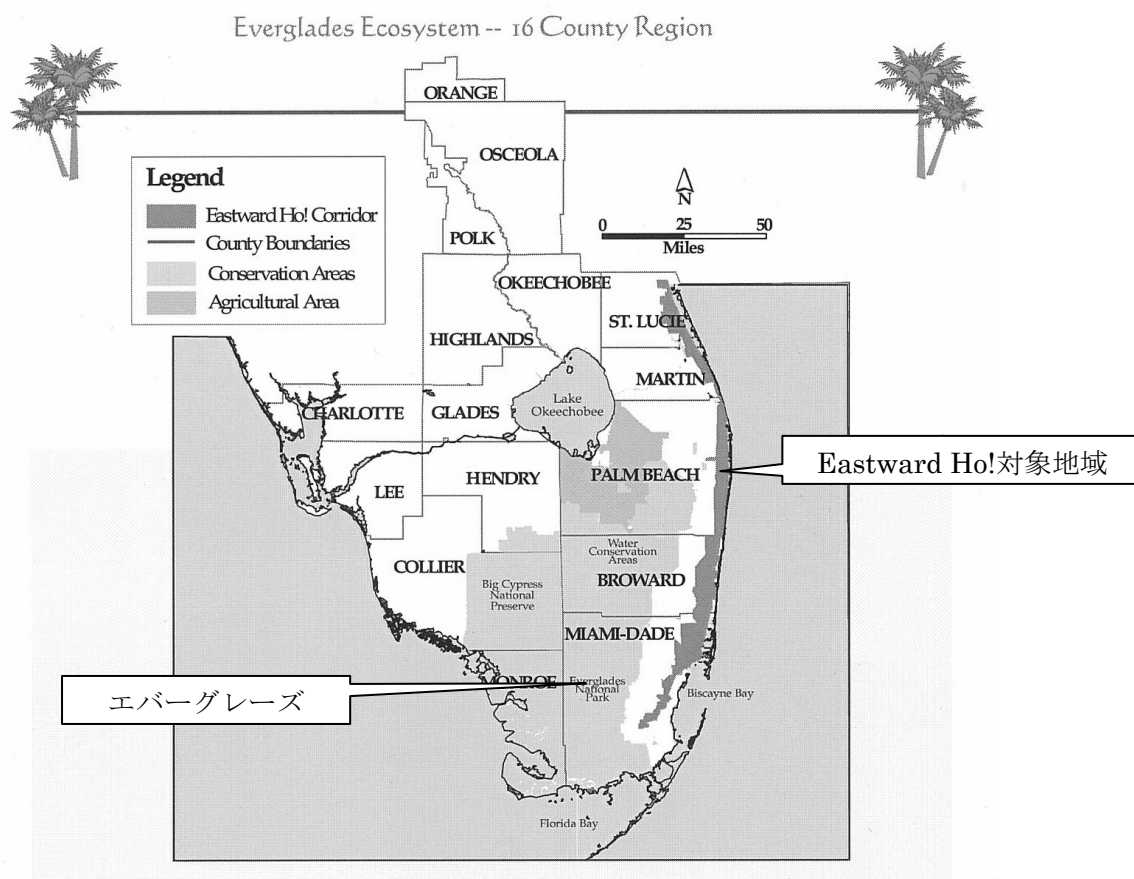 Everglades Ecosystem -- 16 County Region
ORANGE
OSCEOLA
Legend
Eastward Ho! Corridor
County Boundaries
Conservation Areas
Agricultural Area
N
0 25 50
Miles
POLK
OKEECHOBEE
ST. LUCIE
HIGHLANDS
MARTIN
Lake
Okeechobee
CHARLOTTE
GLADES
Eastward Ho!対象地域
PALM BEACH
HENDRY
LEE
Water
Conservation
Areas
COLLIER
BROWARD
Big Cypress
National
Preserve
MIAMI-DADE
MONROE
Everglades
National
Park
エバーグレーズ
Biscayne Bay
Florida Bay